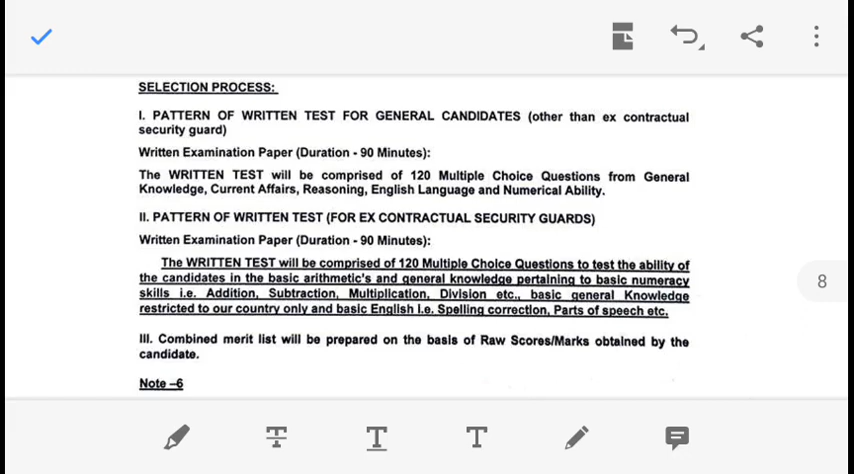 SELECTION PROCESS:
I. PATTERN OF WRITTEN TEST FOR GENERAL CANDIDATES (other than ex contractual
security guard)
Written Examination Paper (Duration - 90 Minutes):
The WRITTEN TEST will be comprised of 120 Multiple Choice Questions from General
Knowledge, Current Affairs, Reasoning, English Language and Numerical Ability.
II. PATTERN OF WRITTEN TEST (FOR EX CONTRACTUAL SECURITY GUARDS)
Written Examination Paper (Duration - 90 Minutes):
The WRITTEN TEST will be comprised of 120 Multiple Choice Questions to test the ability of
the candidates in the basic arithmetic's and general knowledge pertaining to basic numeracy
skills i.e. Addition, Subtraction, Multiplication, Division etc., basic general Knowledge
restricted to our country only and basic English i.e. Spelling correction, Parts of speech etc.
8
III. Combined merit list will be prepared on the basis of Raw Scores/Marks obtained by the
candidate.
Note –6
T T T